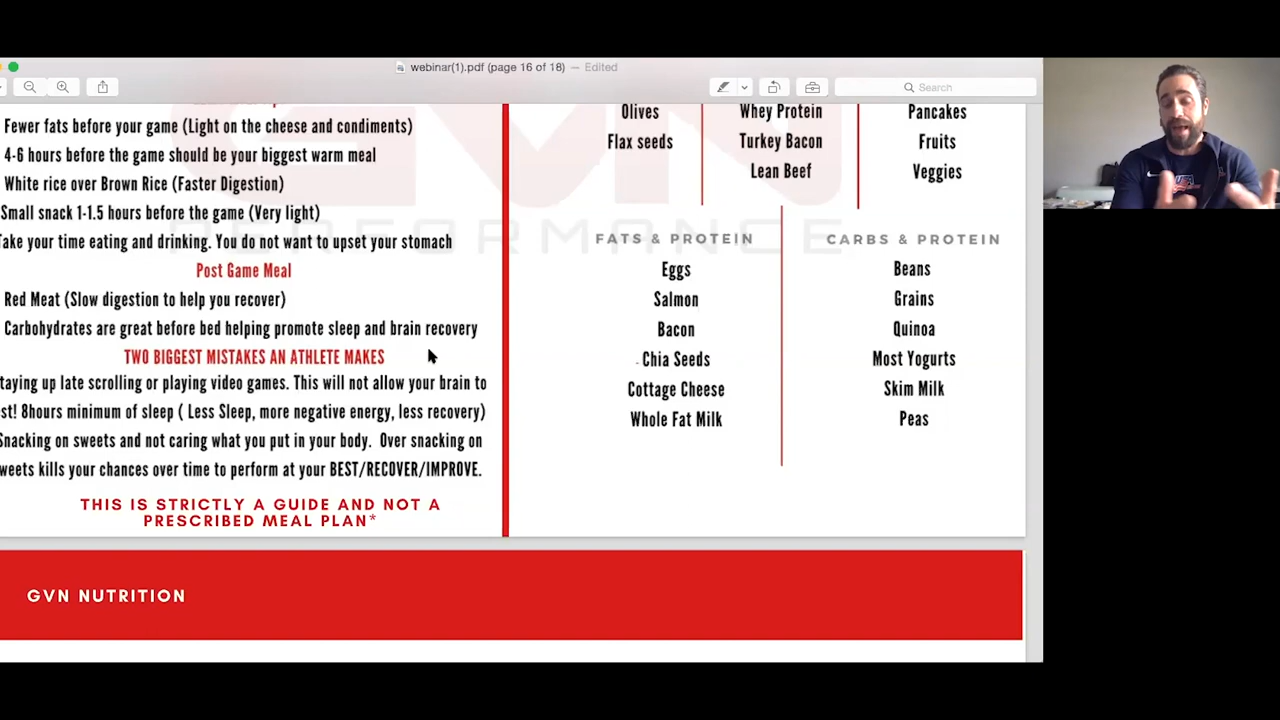 webinar(1).pdf (page 16 of 18) — Edited
Search
Fewer fats before your game (Light on the cheese and condiments)
4-6 hours before the game should be your biggest warm meal
White rice over Brown Rice (Faster Digestion)
Small snack 1-1.5 hours before the game (Very light)
Take your time eating and drinking. You do not want to upset your stomach
Post Game Meal
Red Meat (Slow digestion to help you recover)
Carbohydrates are great before bed helping promote sleep and brain recovery
TWO BIGGEST MISTAKES AN ATHLETE MAKES
taying up late scrolling or playing video games. This will not allow your brain to
est! 8hours minimum of sleep ( Less Sleep, more negative energy, less recovery)
Snacking on sweets and not caring what you put in your body. Over snacking on
weets kills your chances over time to perform at your BEST/RECOVER/IMPROVE.
THIS IS STRICTLY A GUIDE AND NOT A
PRESCRIBED MEAL PLAN*
GVN
PERFORMANCE
Olives
Flax seeds
Whey Protein
Turkey Bacon
Lean Beef
Pancakes
Fruits
Veggies
FATS & PROTEIN
Eggs
Salmon
Bacon
Chia Seeds
Cottage Cheese
Whole Fat Milk
CARBS & PROTEIN
Beans
Grains
Quinoa
Most Yogurts
Skim Milk
Peas
GVN NUTRITION